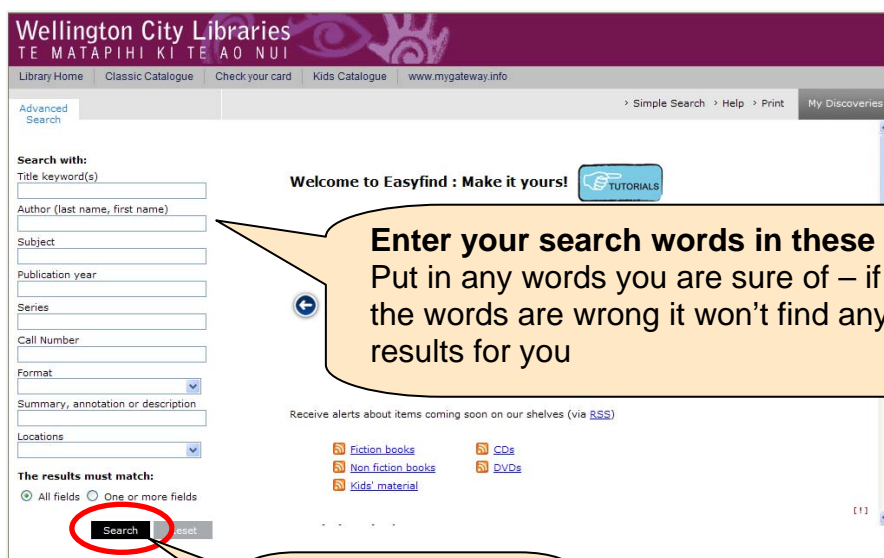 Wellington City Libraries
TE MATAPIHI KI TE AO NUI
Library Home Classic Catalogue Check your card Kids Catalogue www.mygateway.info
Advanced Search
> Simple Search > Help > Print My Discoveries
Search with:
Title keyword(s)
Author (last name, first name)
Subject
Publication year
Series
Call Number
Format
Summary, annotation or description
Locations
The results must match:
All fields One or more fields
Search Reset
Welcome to Easyfind : Make it yours! TUTORIALS
Enter your search words in these
Put in any words you are sure of – if
the words are wrong it won't find any
results for you
Receive alerts about items coming soon on our shelves (via RSS)
Fiction books CDs
Non fiction books DVDs
Kids' material
[!]